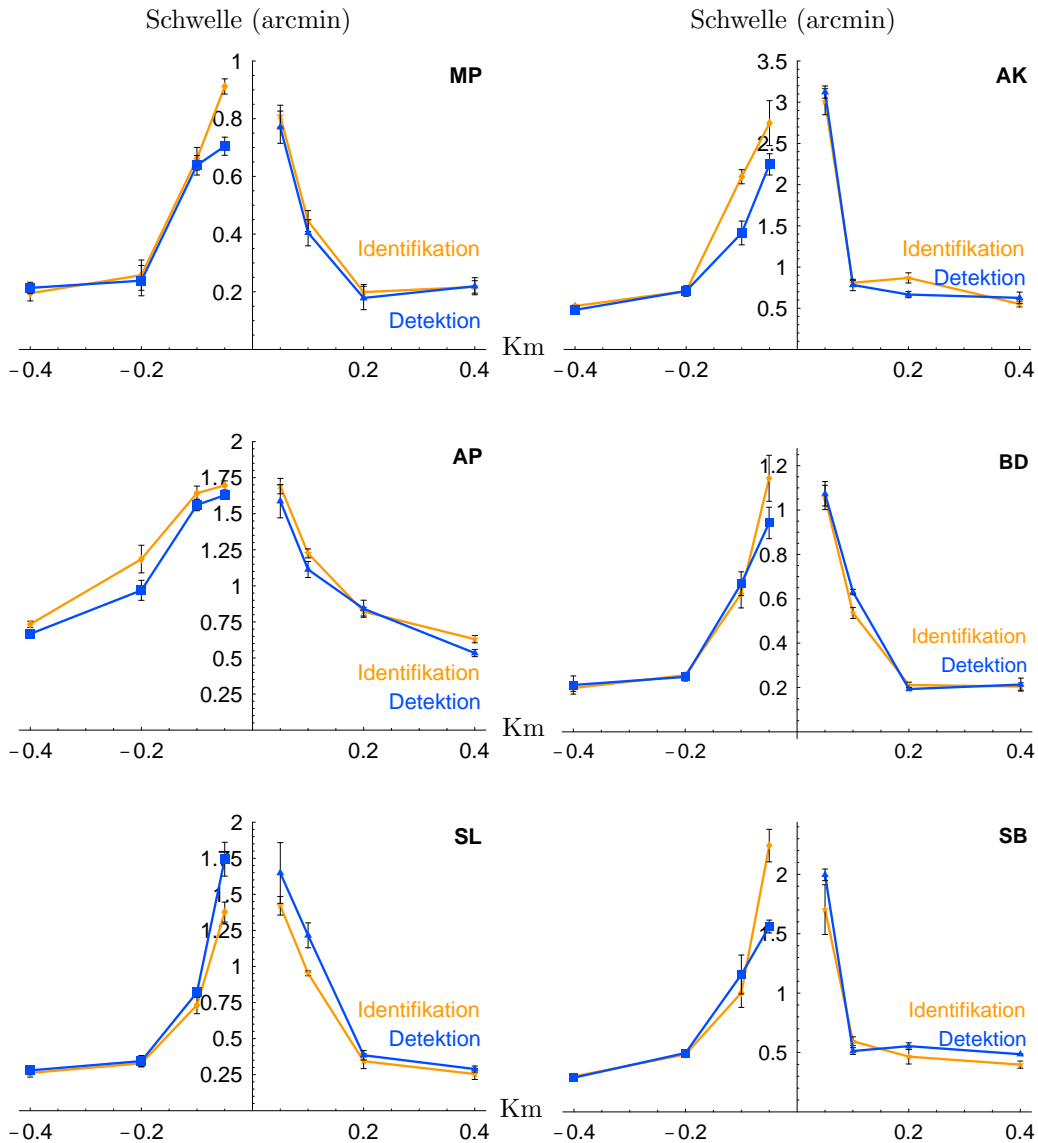 Schwelle (arcmin)
Schwelle (arcmin)
MP
1
0.8
0.6
0.4
0.2
Identifikation
Detektion
−0.4 −0.2 0.2 0.4
Km
AK
3.5
3
2.5
2
1.5
1
0.5
Identifikation
Detektion
−0.4 −0.2 0.2 0.4
AP
2
1.75
1.5
1.25
1
0.75
0.5
0.25
Identifikation
Detektion
−0.4 −0.2 0.2 0.4
Km
BD
1.2
1
0.8
0.6
0.4
0.2
Identifikation
Detektion
−0.4 −0.2 0.2 0.4
SL
2
1.75
1.5
1.25
1
0.75
0.5
0.25
Identifikation
Detektion
−0.4 −0.2 0.2 0.4
Km
SB
2
1.5
1
0.5
Identifikation
Detektion
−0.4 −0.2 0.2 0.4